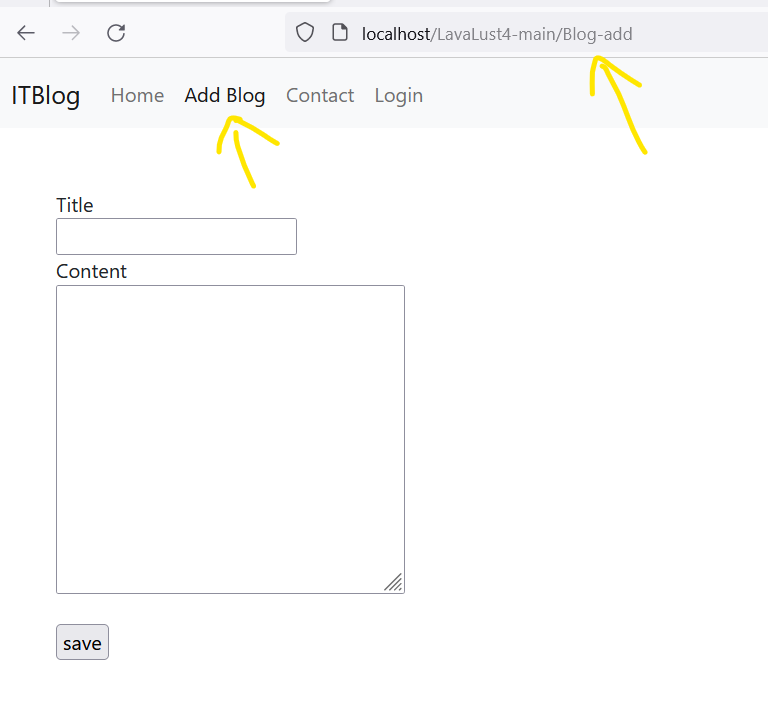 localhost/LavaLust4-main/Blog-add
ITBlog Home Add Blog Contact Login
Title
Content
save